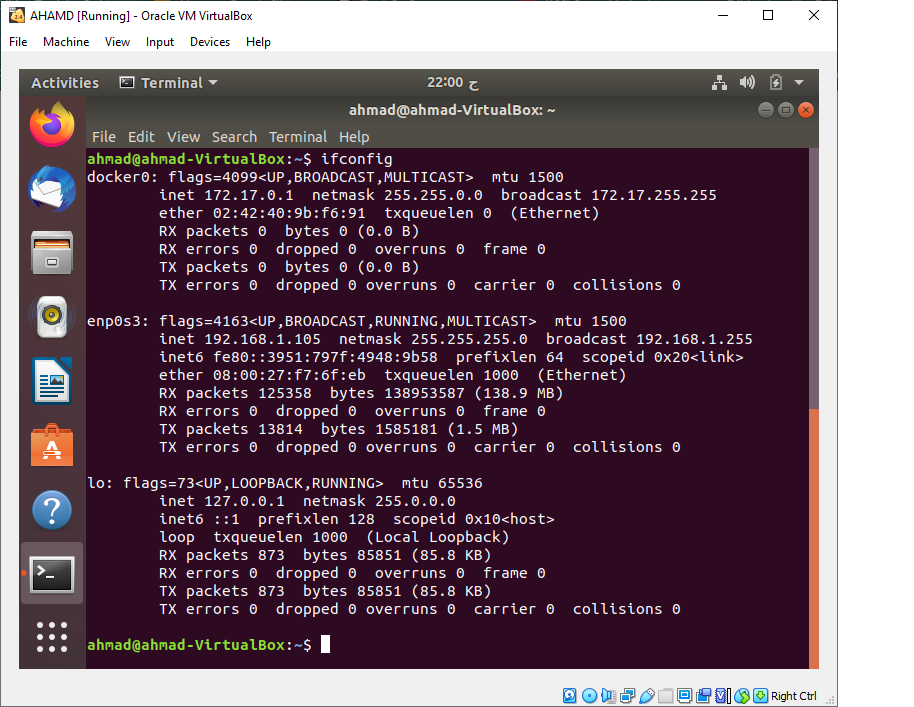 AHAMD [Running] - Oracle VM VirtualBox
File Machine View Input Devices Help
Activities Terminal 22:00 ح
ahmad@ahmad-VirtualBox: ~
File Edit View Search Terminal Help
ahmad@ahmad-VirtualBox:~$ ifconfig
docker0: flags=4099<UP,BROADCAST,MULTICAST> mtu 1500
inet 172.17.0.1 netmask 255.255.0.0 broadcast 172.17.255.255
ether 02:42:40:9b:f6:91 txqueuelen 0 (Ethernet)
RX packets 0 bytes 0 (0.0 B)
RX errors 0 dropped 0 overruns 0 frame 0
TX packets 0 bytes 0 (0.0 B)
TX errors 0 dropped 0 overruns 0 carrier 0 collisions 0
enp0s3: flags=4163<UP,BROADCAST,RUNNING,MULTICAST> mtu 1500
inet 192.168.1.105 netmask 255.255.255.0 broadcast 192.168.1.255
inet6 fe80::3951:797f:4948:9b58 prefixlen 64 scopeid 0x20<link>
ether 08:00:27:f7:6f:eb txqueuelen 1000 (Ethernet)
RX packets 125358 bytes 138953587 (138.9 MB)
RX errors 0 dropped 0 overruns 0 frame 0
TX packets 13814 bytes 1585181 (1.5 MB)
TX errors 0 dropped 0 overruns 0 carrier 0 collisions 0
lo: flags=73<UP,LOOPBACK,RUNNING> mtu 65536
inet 127.0.0.1 netmask 255.0.0.0
inet6 ::1 prefixlen 128 scopeid 0x10<host>
loop txqueuelen 1000 (Local Loopback)
RX packets 873 bytes 85851 (85.8 KB)
RX errors 0 dropped 0 overruns 0 frame 0
TX packets 873 bytes 85851 (85.8 KB)
TX errors 0 dropped 0 overruns 0 carrier 0 collisions 0
ahmad@ahmad-VirtualBox:~$
Right Ctrl